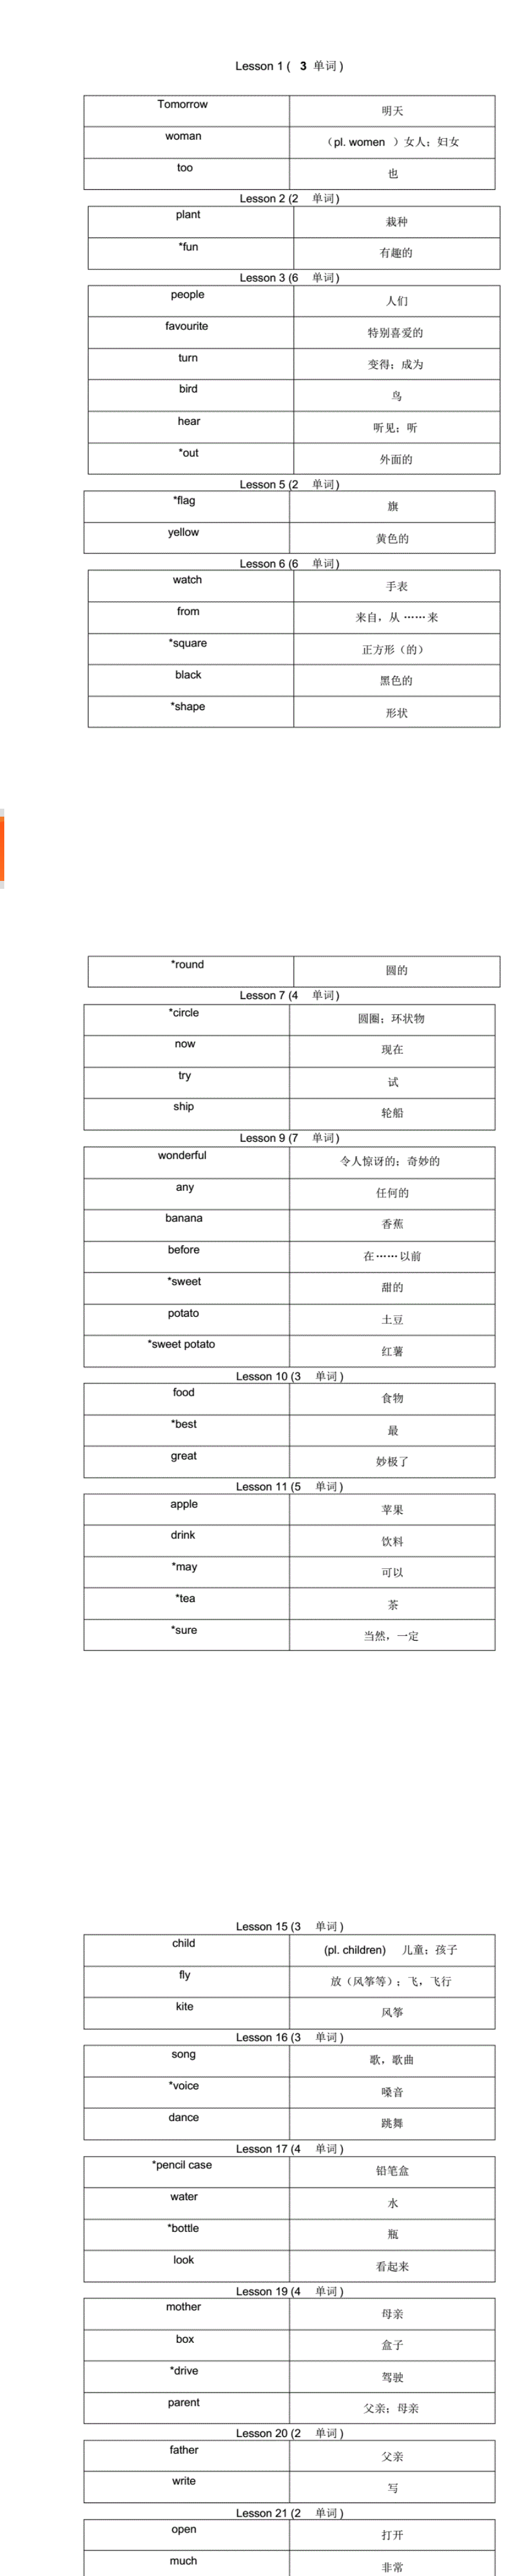 Lesson 1 ( 3 单词 )
Tomorrow 明天
woman （pl. women ）女人；妇女
too 也
Lesson 2 (2 单词 )
plant 栽种
*fun 有趣的
Lesson 3 (6 单词 )
people 人们
favourite 特别喜爱的
turn 变得；成为
bird 鸟
hear 听见；听
*out 外面的
Lesson 5 (2 单词 )
*flag 旗
yellow 黄色的
Lesson 6 (6 单词 )
watch 手表
from 来自，从 ……来
*square 正方形（的）
black 黑色的
*shape 形状
*round 圆的
Lesson 7 (4 单词 )
*circle 圆圈；环状物
now 现在
try 试
ship 轮船
Lesson 9 (7 单词 )
wonderful 令人惊讶的；奇妙的
any 任何的
banana 香蕉
before 在……以前
*sweet 甜的
potato 土豆
*sweet potato 红薯
Lesson 10 (3 单词 )
food 食物
*best 最
great 妙极了
Lesson 11 (5 单词 )
apple 苹果
drink 饮料
*may 可以
*tea 茶
*sure 当然，一定
Lesson 15 (3 单词 )
child (pl. children) 儿童；孩子
fly 放（风筝等）；飞，飞行
kite 风筝
Lesson 16 (3 单词 )
song 歌，歌曲
*voice 嗓音
dance 跳舞
Lesson 17 (4 单词 )
*pencil case 铅笔盒
water 水
*bottle 瓶
look 看起来
Lesson 19 (4 单词 )
mother 母亲
box 盒子
*drive 驾驶
parent 父亲；母亲
Lesson 20 (2 单词 )
father 父亲
write 写
Lesson 21 (2 单词 )
open 打开
much 非常